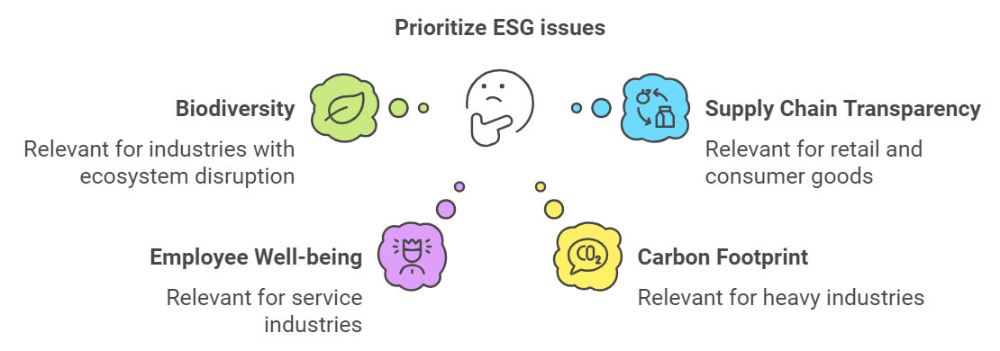 Prioritize ESG issues
Biodiversity
Relevant for industries with
ecosystem disruption
Supply Chain Transparency
Relevant for retail and
consumer goods
Employee Well-being
Relevant for service
industries
CO2
Carbon Footprint
Relevant for heavy industries